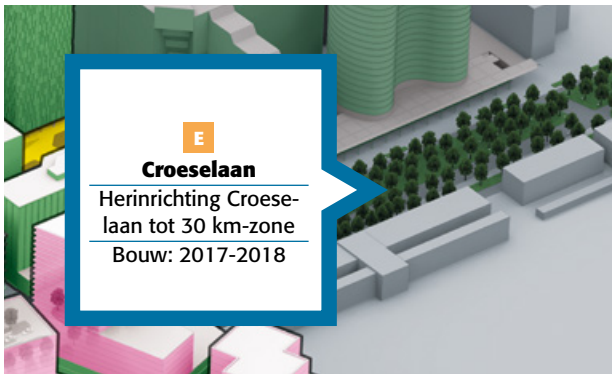 E
Croeselaan
Herinrichting Croese-
laan tot 30 km-zone
Bouw: 2017-2018